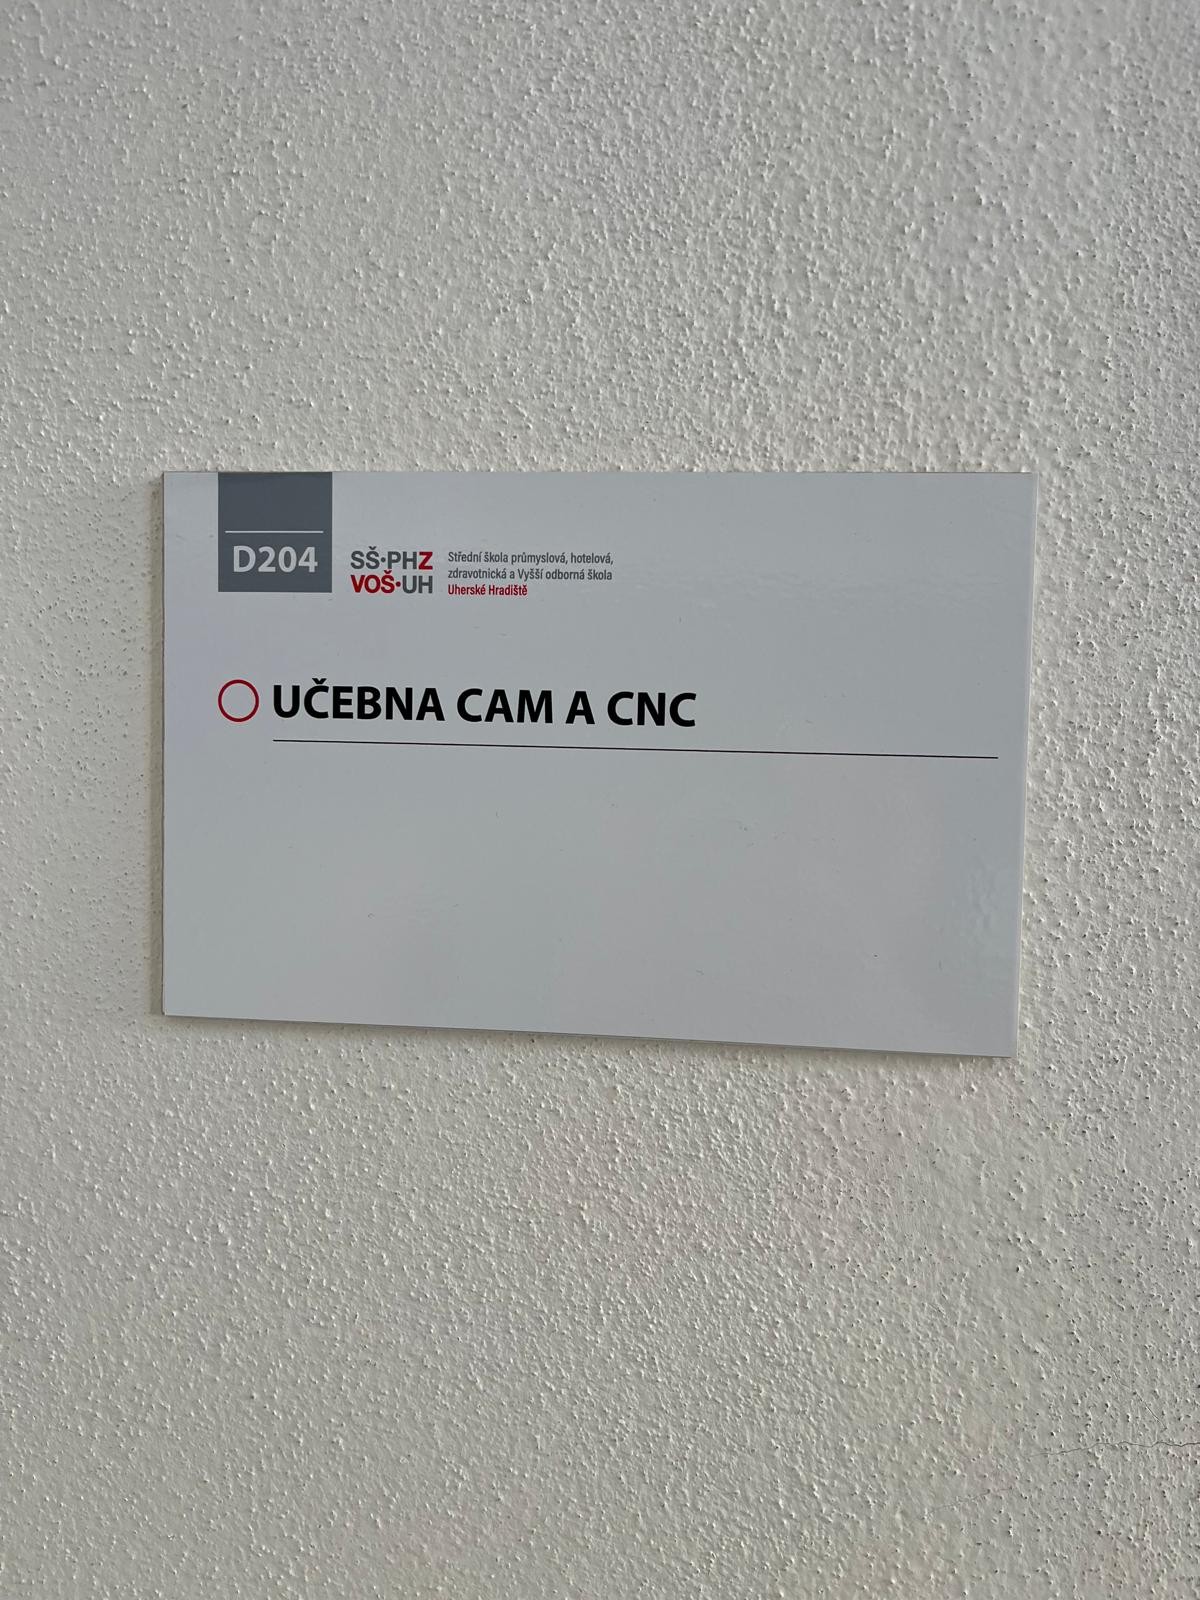 D204
SŠ·PHZ
VOŠ·UH
Střední škola průmyslová, hotelová,
zdravotnická a Vyšší odborná škola
Uherské Hradiště
UČEBNA CAM A CNC